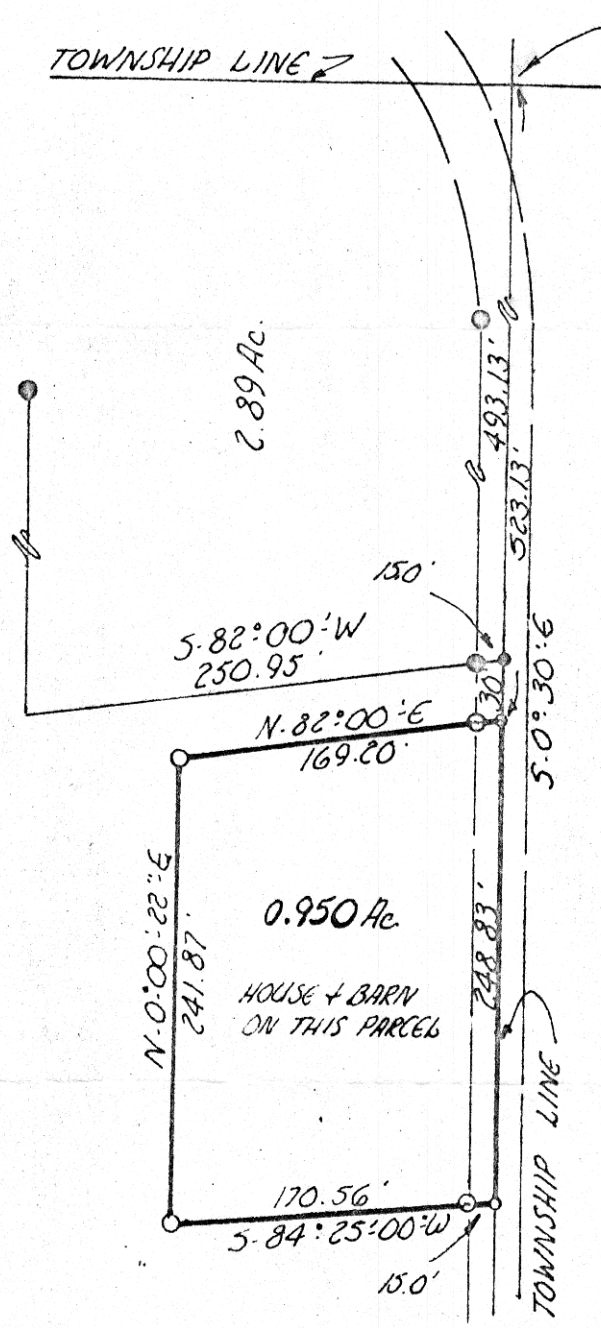 TOWNSHIP LINE
2.89 Ac.
493.13'
523.13'
15.0'
S-82°00'-W
250.95'
30'
S-0°30'-E
N-82°00'-E
169.20'
N-0°00'-22"-E
241.87'
0.950 Ac.
HOUSE + BARN
ON THIS PARCEL
248.83'
170.56'
S-84°25'-00"-W
15.0'
TOWNSHIP LINE